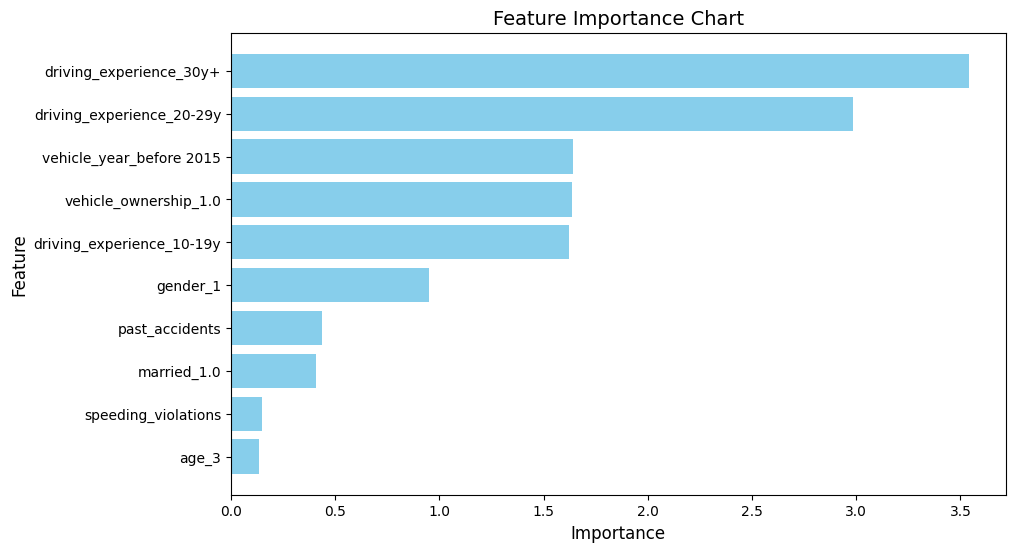 Feature Importance Chart
Feature
driving_experience_30y+
driving_experience_20-29y
vehicle_year_before 2015
vehicle_ownership_1.0
driving_experience_10-19y
gender_1
past_accidents
married_1.0
speeding_violations
age_3
0.0 0.5 1.0 1.5 2.0 2.5 3.0 3.5
Importance